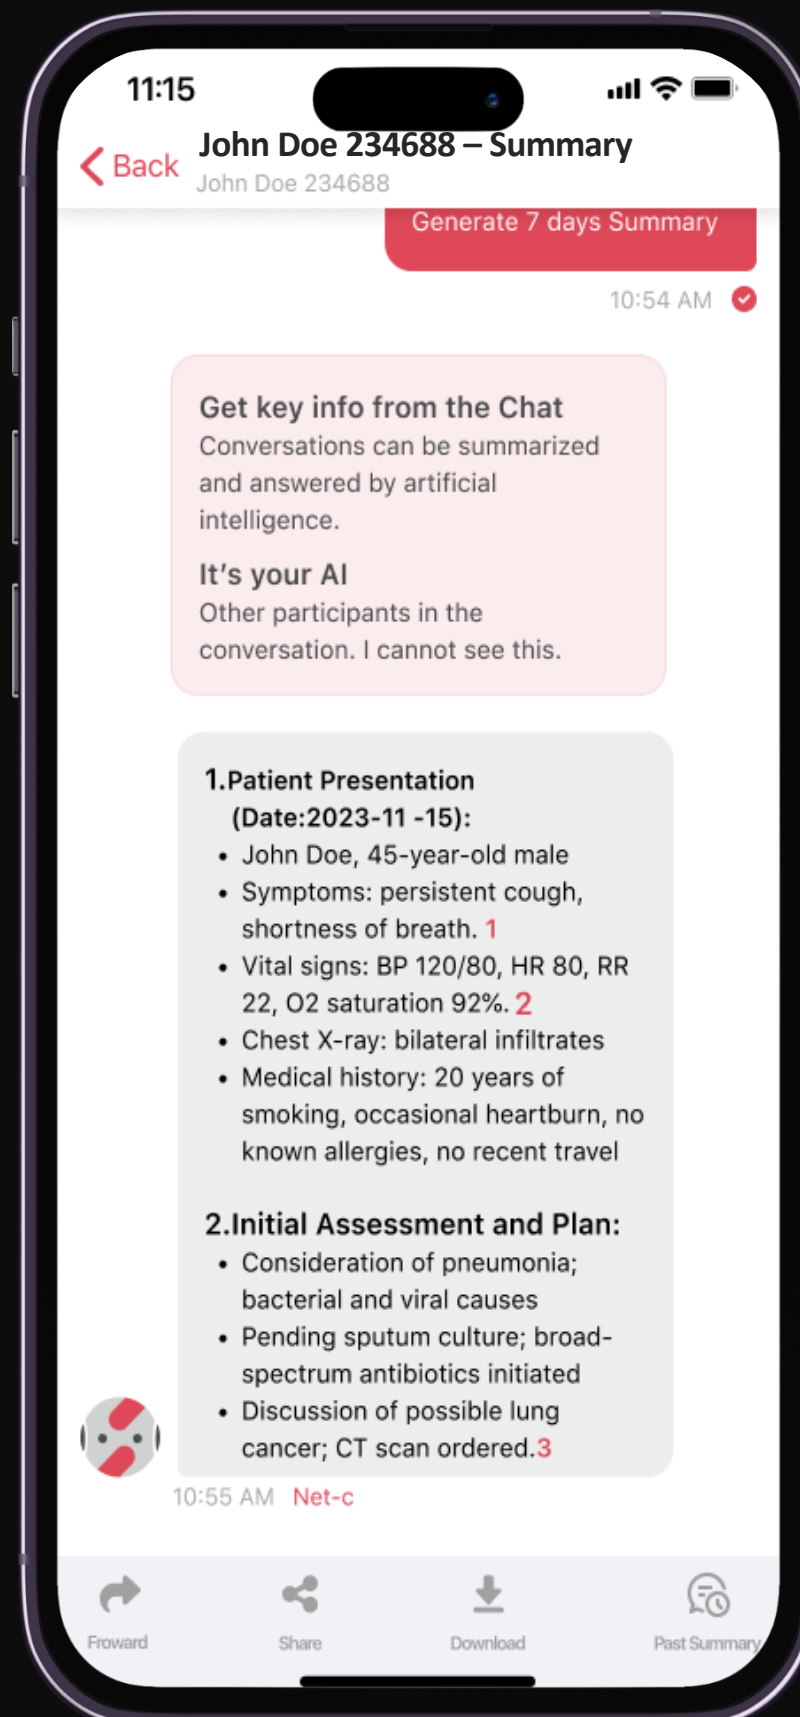 11:15
Back
John Doe 234688 – Summary
John Doe 234688
Generate 7 days Summary
10:54 AM
Get key info from the Chat
Conversations can be summarized
and answered by artificial
intelligence.
It's your AI
Other participants in the
conversation. I cannot see this.
1.Patient Presentation
(Date:2023-11 -15):
• John Doe, 45-year-old male
• Symptoms: persistent cough,
shortness of breath. 1
• Vital signs: BP 120/80, HR 80, RR
22, O2 saturation 92%. 2
• Chest X-ray: bilateral infiltrates
• Medical history: 20 years of
smoking, occasional heartburn, no
known allergies, no recent travel
2.Initial Assessment and Plan:
• Consideration of pneumonia;
bacterial and viral causes
• Pending sputum culture; broad-
spectrum antibiotics initiated
• Discussion of possible lung
cancer; CT scan ordered.3
10:55 AM Net-c
Froward
Share
Download
Past Summary